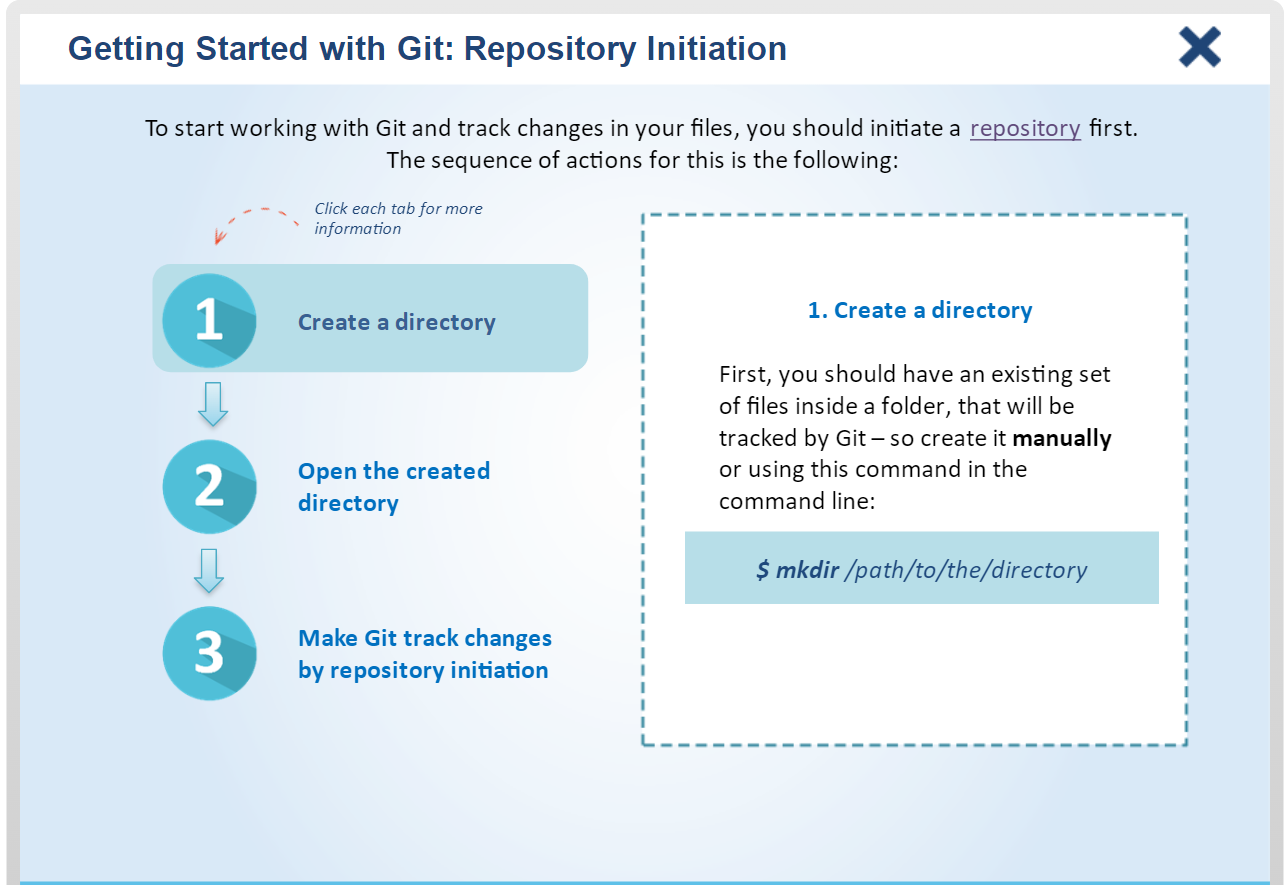 Getting Started with Git: Repository Initiation
To start working with Git and track changes in your files, you should initiate a repository first.
The sequence of actions for this is the following:
Click each tab for more
information
1
Create a directory
2
Open the created
directory
3
Make Git track changes
by repository initiation
1. Create a directory
First, you should have an existing set
of files inside a folder, that will be
tracked by Git – so create it manually
or using this command in the
command line:
$ mkdir /path/to/the/directory